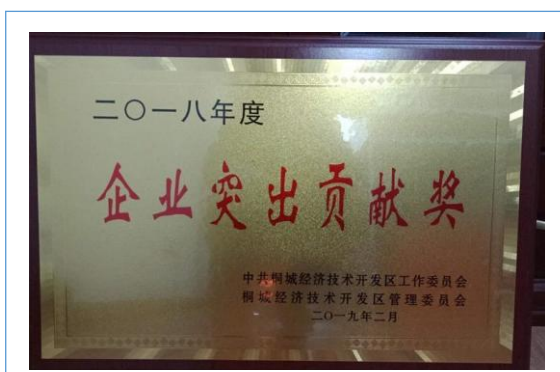 二〇一八年度
企业突出贡献奖
中共桐城经济技术开发区工作委员会
桐城经济技术开发区管理委员会
二〇一九年二月